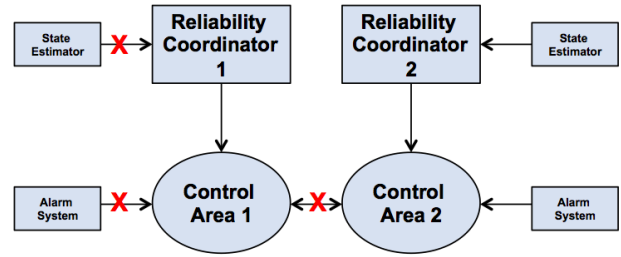 State
Estimator
X
Reliability
Coordinator
1
Reliability
Coordinator
2
State
Estimator
Alarm
System
X
Control
Area 1
X
Control
Area 2
Alarm
System